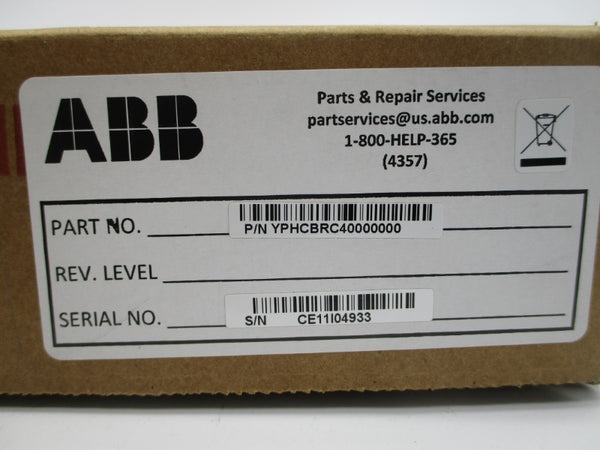 ABB
Parts & Repair Services
partservices@us.abb.com
1-800-HELP-365
(4357)
PART NO.
P/N YPHCBRC40000000
REV. LEVEL
SERIAL NO.
S/N CE11I04933